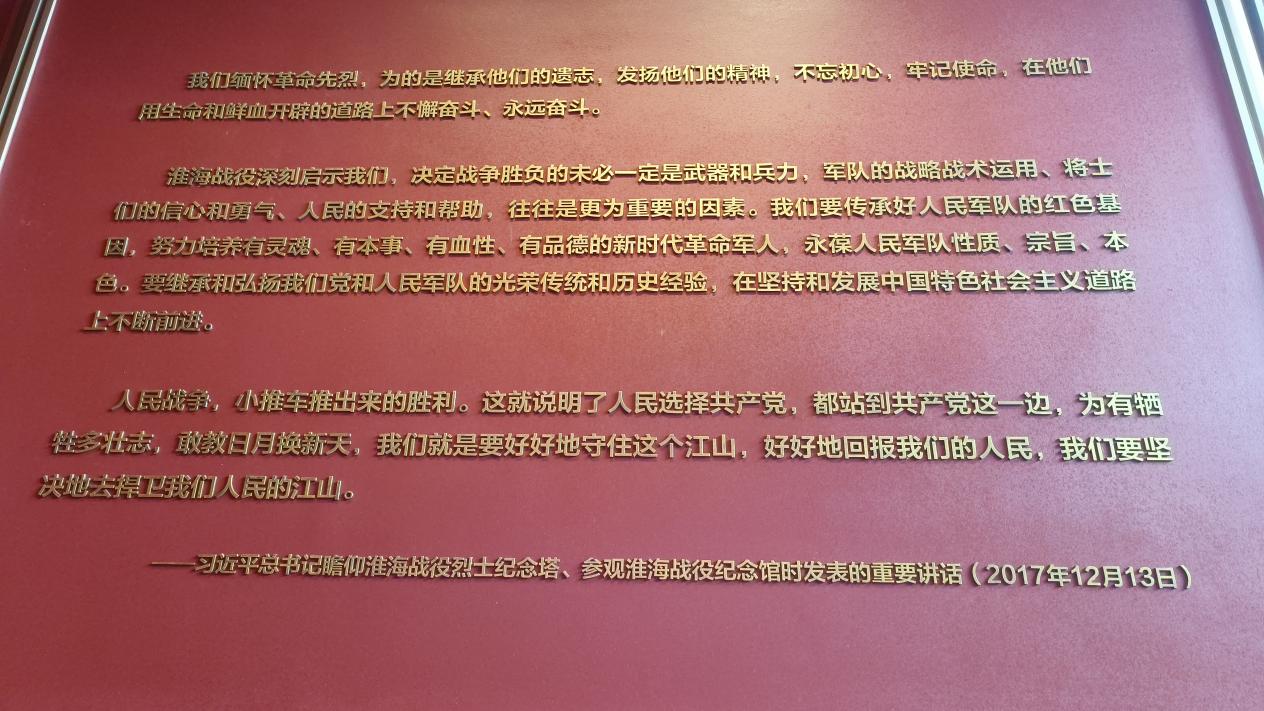 我们缅怀革命先烈，为的是继承他们的遗志，发扬他们的精神，不忘初心，牢记使命，在他们
用生命和鲜血开辟的道路上不懈奋斗、永远奋斗。
淮海战役深刻启示我们，决定战争胜负的未必一定是武器和兵力，军队的战略战术运用、将士
们的信心和勇气、人民的支持和帮助，往往是更为重要的因素。我们要传承好人民军队的红色基
因，努力培养有灵魂、有本事、有血性、有品德的新时代革命军人，永葆人民军队性质、宗旨、本
色。要继承和弘扬我们党和人民军队的光荣传统和历史经验，在坚持和发展中国特色社会主义道路
上不断前进。
人民战争，小推车推出来的胜利。这就说明了人民选择共产党，都站到共产党这一边，为有牺
牲多壮志，敢教日月换新天，我们就是要好好地守住这个江山，好好地回报我们的人民，我们要坚
决地去捍卫我们人民的江山。
——习近平总书记瞻仰淮海战役烈士纪念塔、参观淮海战役纪念馆时发表的重要讲话（2017年12月13日）